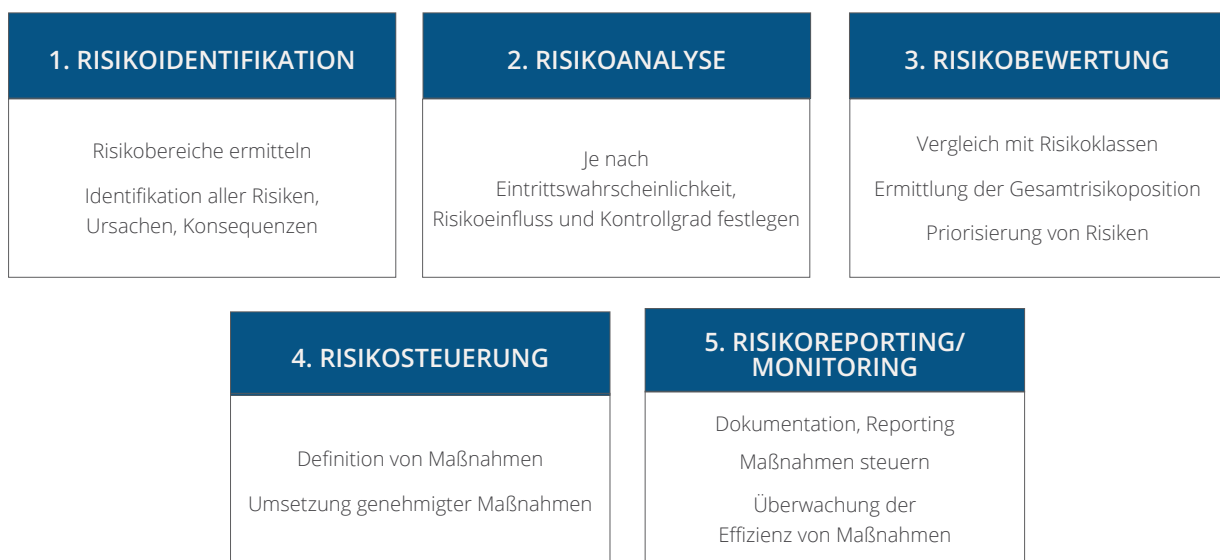 1. RISIKOIDENTIFIKATION
Risikobereiche ermitteln
Identifikation aller Risiken,
Ursachen, Konsequenzen
2. RISIKOANALYSE
Je nach
Eintrittswahrscheinlichkeit,
Risikoeinfluss und Kontrollgrad festlegen
3. RISIKOBEWERTUNG
Vergleich mit Risikoklassen
Ermittlung der Gesamtrisikoposition
Priorisierung von Risiken
4. RISIKOSTEUERUNG
Definition von Maßnahmen
Umsetzung genehmigter Maßnahmen
5. RISIKOREPORTING/
MONITORING
Dokumentation, Reporting
Maßnahmen steuern
Überwachung der
Effizienz von Maßnahmen